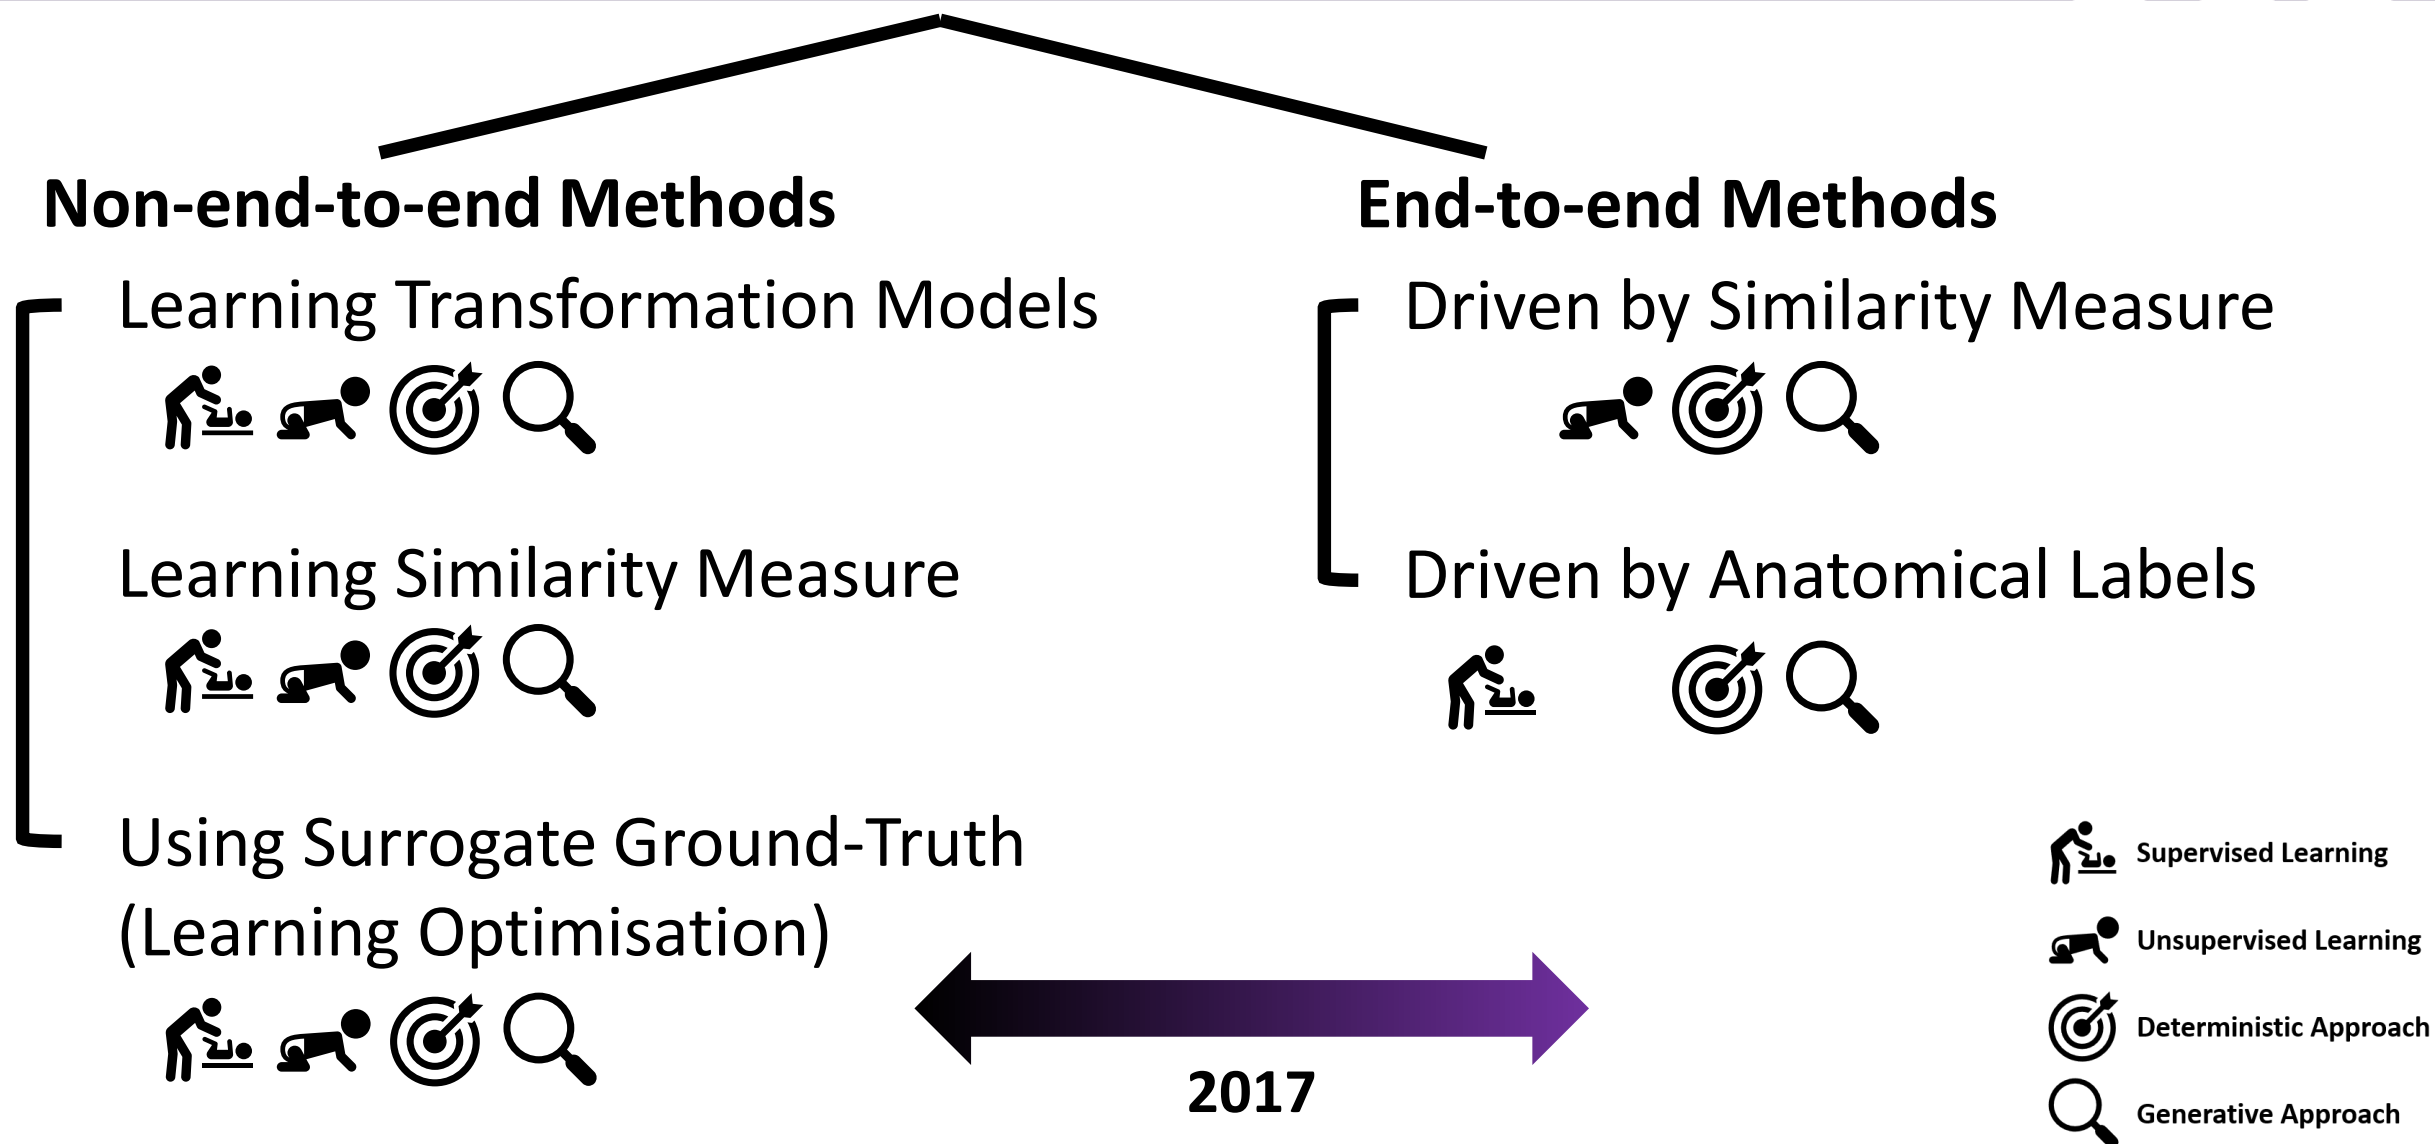 Non-end-to-end Methods
Learning Transformation Models
Learning Similarity Measure
Using Surrogate Ground-Truth
(Learning Optimisation)
End-to-end Methods
Driven by Similarity Measure
Driven by Anatomical Labels
2017
Supervised Learning
Unsupervised Learning
Deterministic Approach
Generative Approach